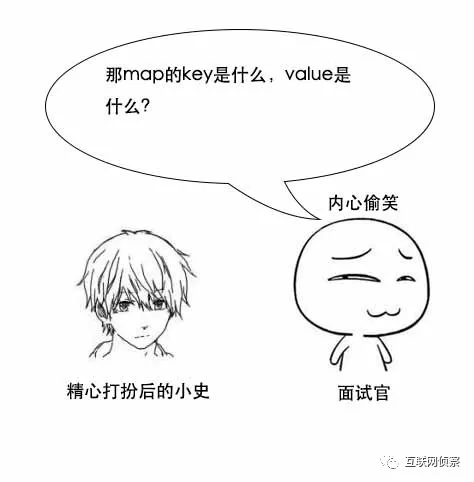 那map的key是什么，value是
什么？
内心偷笑
精心打扮后的小史
面试官
互联网侦察